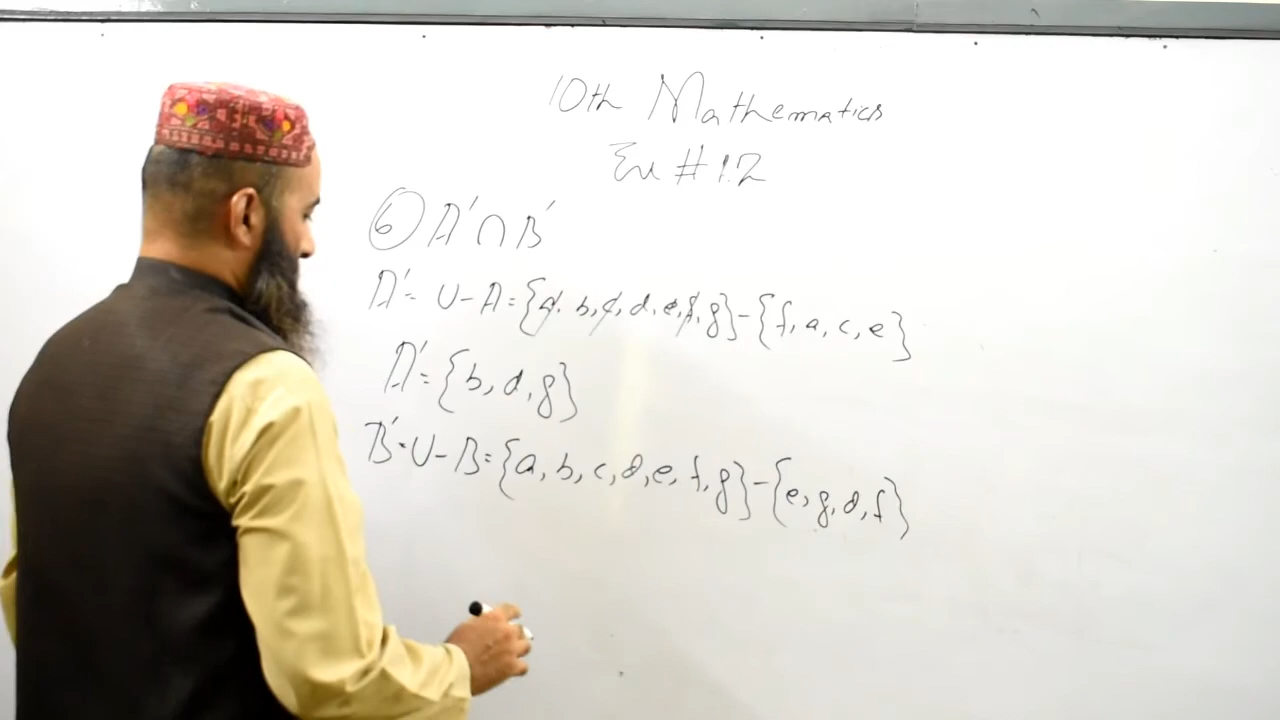 10th Mathematics
Ex # 1.2
⑥ A′ ∩ B′
A′ = U - A = {a, b, c, d, e, f, g} - {f, a, c, e}
A′ = {b, d, g}
B′ = U - B = {a, b, c, d, e, f, g} - {e, g, d, f}